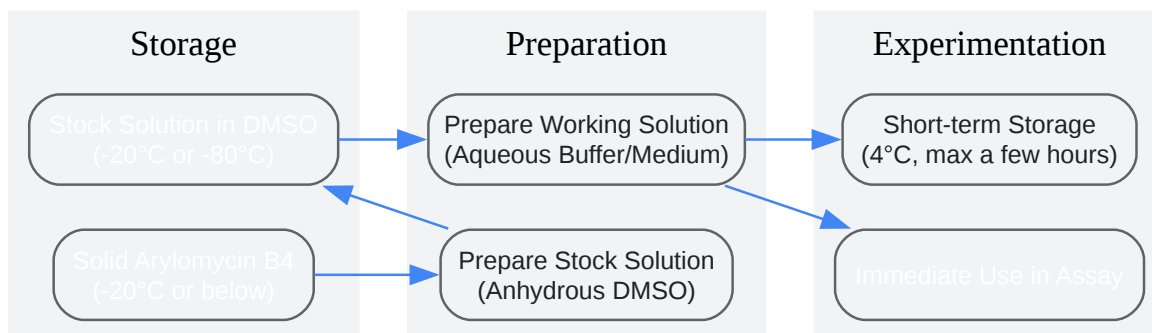 Storage
Stock Solution in DMSO
(-20°C or -80°C)
Solid Arylomycin B4
(-20°C or below)
Preparation
Prepare Working Solution
(Aqueous Buffer/Medium)
Prepare Stock Solution
(Anhydrous DMSO)
Experimentation
Short-term Storage
(4°C, max a few hours)
Immediate Use in Assay